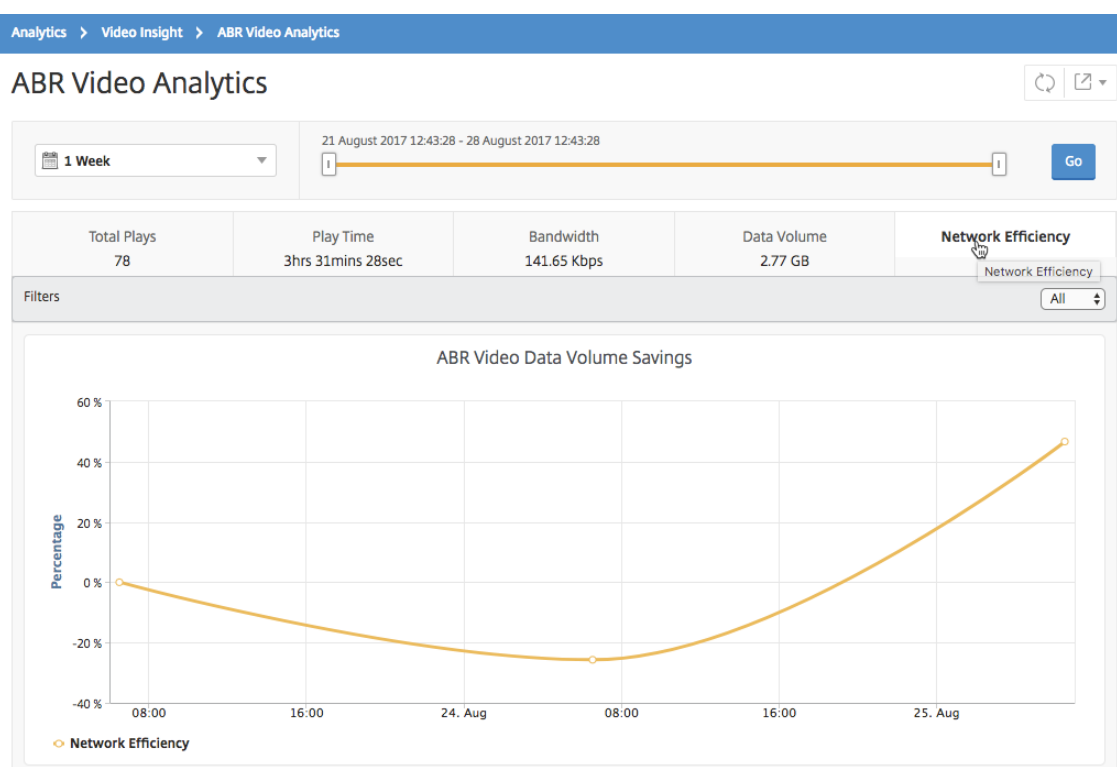 Analytics > Video Insight > ABR Video Analytics
ABR Video Analytics
21 August 2017 12:43:28 - 28 August 2017 12:43:28
1 Week
Go
Total Plays Play Time Bandwidth Data Volume Network Efficiency
78 3hrs 31mins 28sec 141.65 Kbps 2.77 GB
Network Efficiency
Filters All
ABR Video Data Volume Savings
60 %
40 %
20 %
0 %
-20 %
-40 %
Percentage
08:00 16:00 24. Aug 08:00 16:00 25. Aug
Network Efficiency